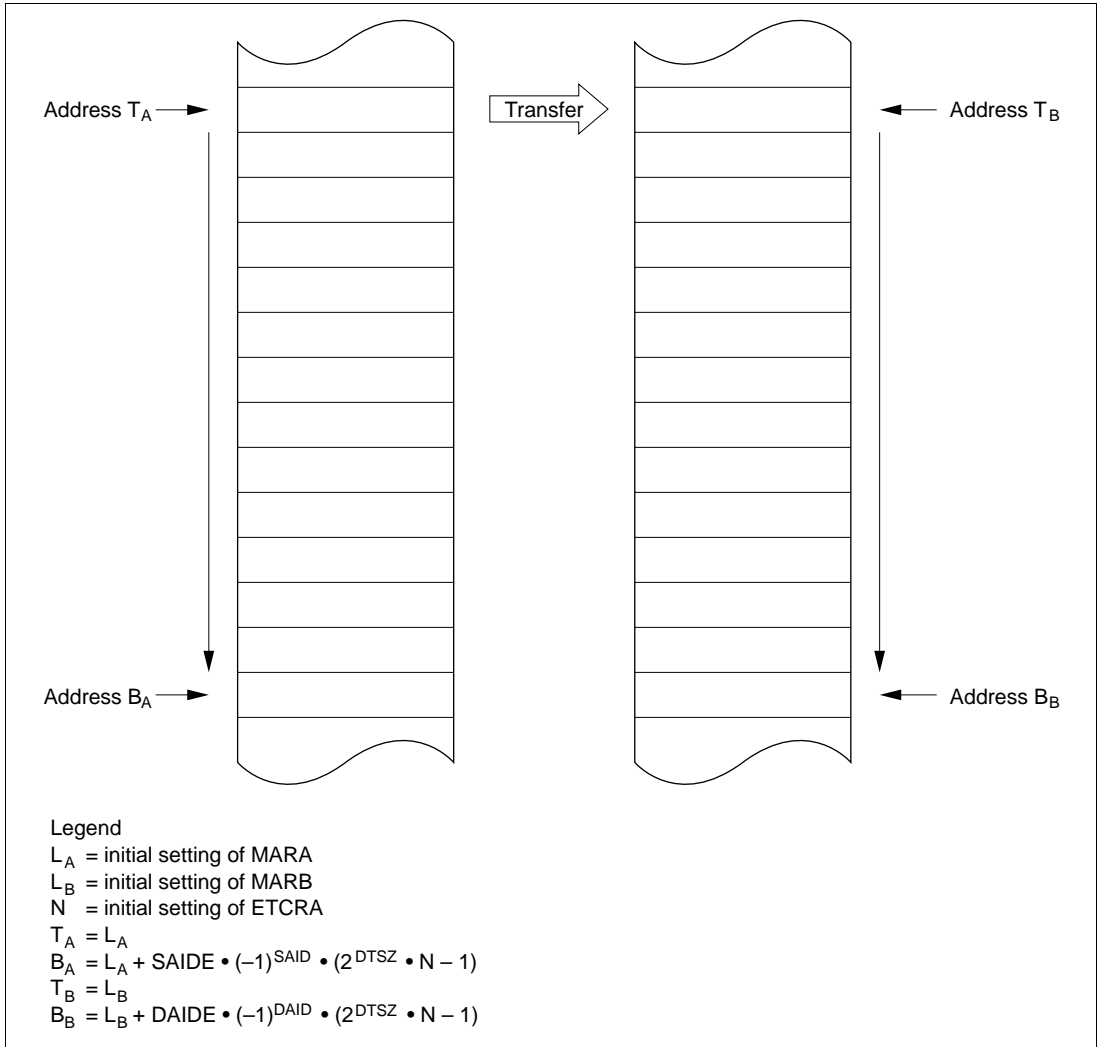 Address T_A
Transfer
Address T_B
Address B_A
Address B_B
Legend
L_A = initial setting of MARA
L_B = initial setting of MARB
N = initial setting of ETCRA
T_A = L_A
B_A = L_A + SAIDE • (–1)^SAID • (2^DTSZ • N – 1)
T_B = L_B
B_B = L_B + DAIDE • (–1)^DAID • (2^DTSZ • N – 1)